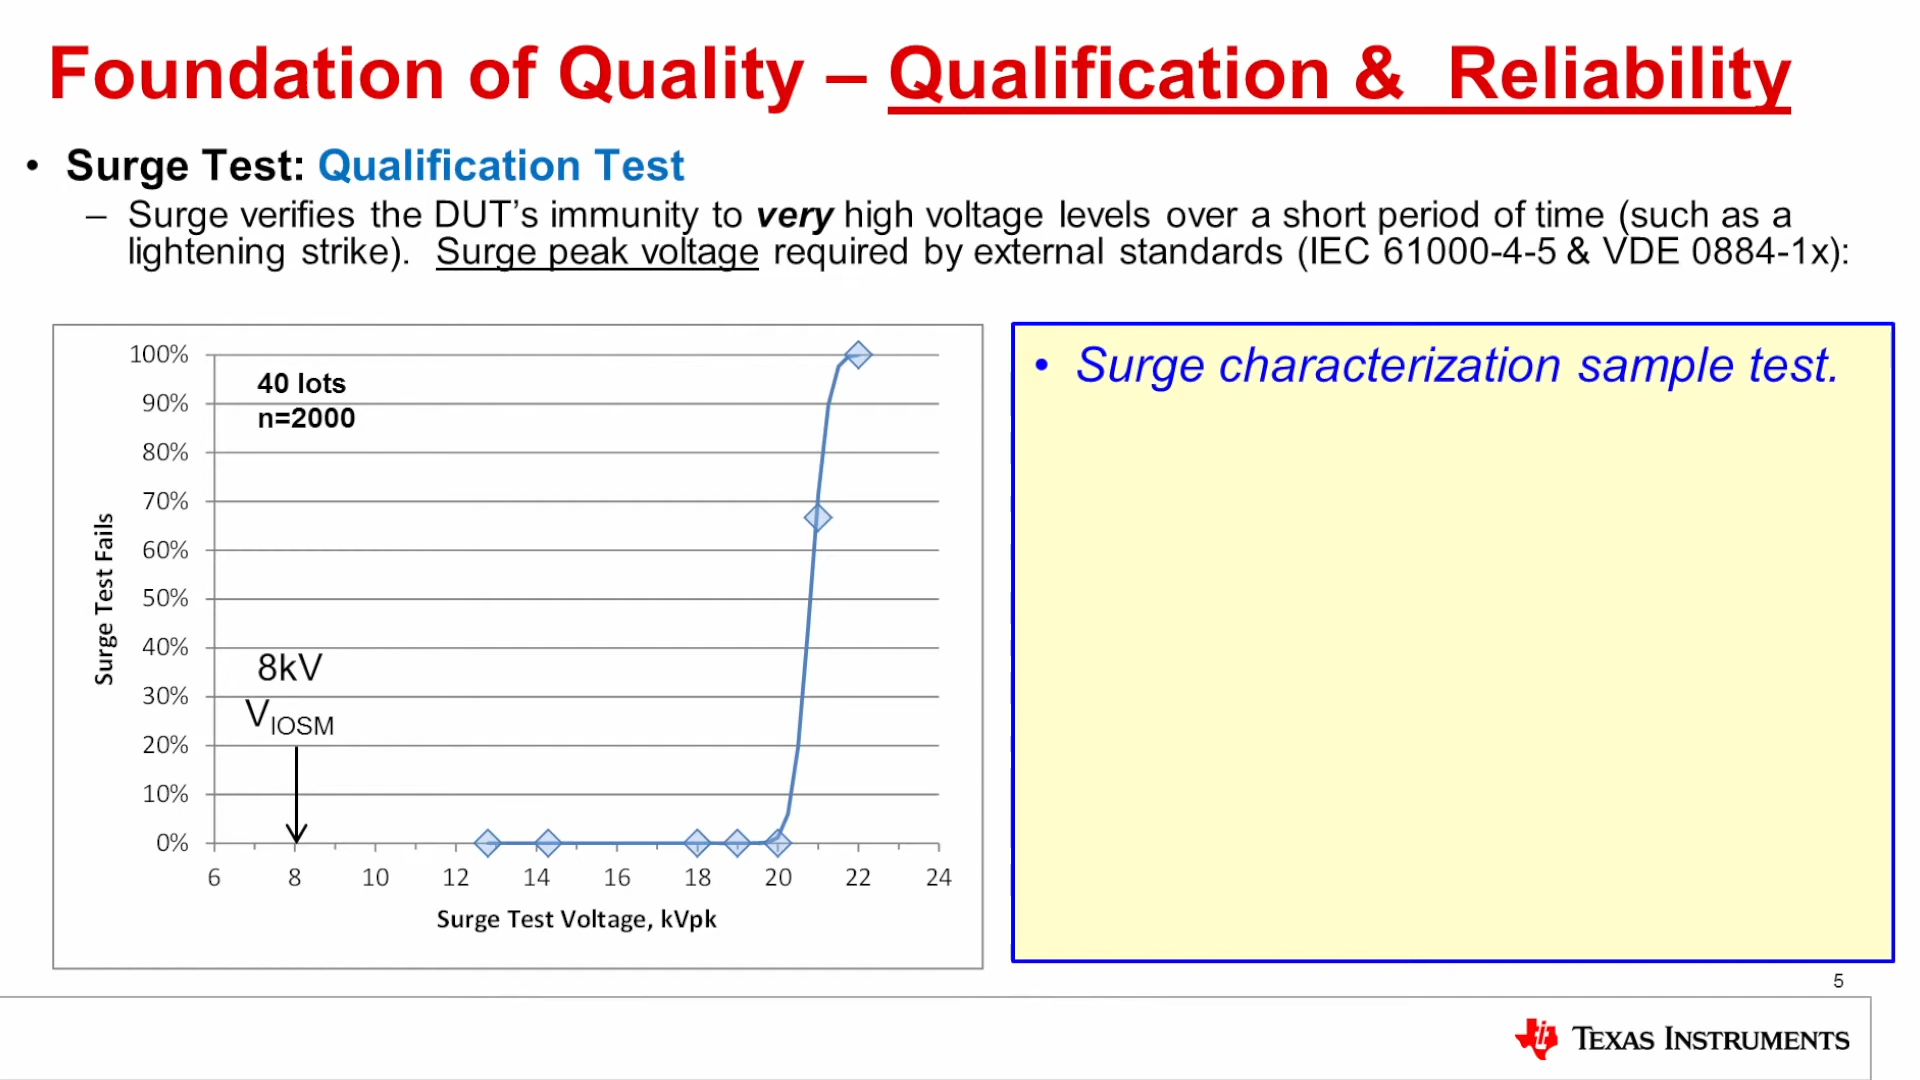 Foundation of Quality – Qualification & Reliability
• Surge Test: Qualification Test
– Surge verifies the DUT's immunity to very high voltage levels over a short period of time (such as a
lightening strike). Surge peak voltage required by external standards (IEC 61000-4-5 & VDE 0884-1x):
100%
90%
80%
70%
60%
50%
40%
30%
20%
10%
0%
Surge Test Fails
40 lots
n=2000
8kV
VIOSM
6 8 10 12 14 16 18 20 22 24
Surge Test Voltage, kVpk
• Surge characterization sample test.
5
TEXAS INSTRUMENTS